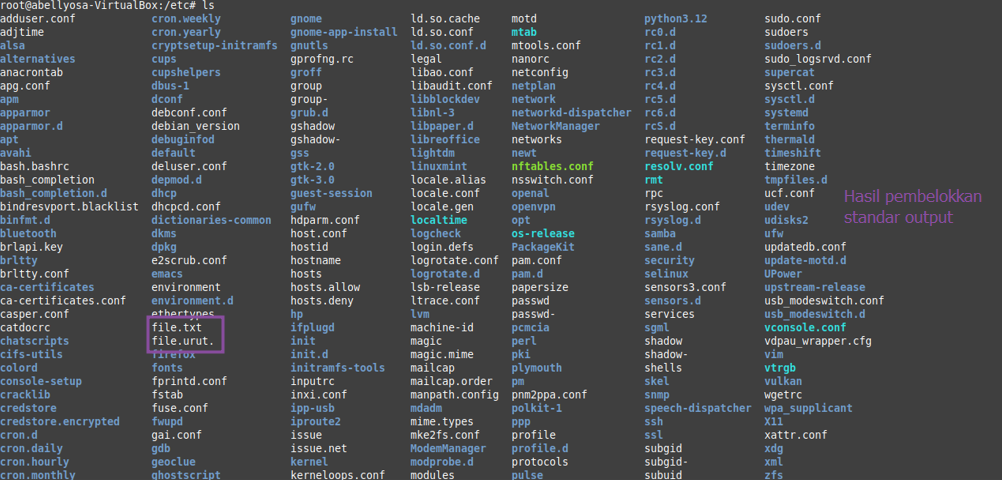 root@abellyosa-VirtualBox:/etc# ls
adduser.conf cron.weekly gnome ld.so.cache motd python3.12 sudo.conf
adjtime cron.yearly gnome-app-install ld.so.conf mtab rc0.d sudoers
alsa cryptsetup-initramfs gnutls ld.so.conf.d mtools.conf rc1.d sudoers.d
alternatives cups gprofng.rc legal nanorc rc2.d sudo_logsrvd.conf
anacrontab cupshelpers groff libao.conf netconfig rc3.d supercat
apg.conf dbus-1 group libaudit.conf netplan rc4.d sysctl.conf
apm dconf group- libblockdev network rc5.d sysctl.d
apparmor debconf.conf grub.d libnl-3 networkd-dispatcher rc6.d systemd
apparmor.d debian_version gshadow libpaper.d NetworkManager rcS.d terminfo
apt debuginfod gshadow- libreoffice networks request-key.conf thermald
avahi default gss lightdm newt request-key.d timeshift
bash.bashrc deluser.conf gtk-2.0 linuxmint nftables.conf resolv.conf timezone
bash_completion depmod.d gtk-3.0 locale.alias nsswitch.conf rmt tmpfiles.d
bash_completion.d dhcp guest-session locale.conf openal rpc ucf.conf
Hasil pembelokkan
bindresvport.blacklist dhcpcd.conf gufw locale.gen openvpn rsyslog.conf udev
binfmt.d dictionaries-common hdparm.conf localtime opt rsyslog.d udisks2
standar output
bluetooth dkms host.conf logcheck os-release samba ufw
brlapi.key dpkg hostid login.defs PackageKit sane.d updatedb.conf
brltty e2scrub.conf hostname logrotate.conf pam.conf security update-motd.d
brltty.conf emacs hosts logrotate.d pam.d selinux UPower
ca-certificates environment hosts.allow lsb-release papersize sensors3.conf upstream-release
ca-certificates.conf environment.d hosts.deny ltrace.conf passwd sensors.d usb_modeswitch.conf
casper.conf ethertypes hp lvm passwd- services usb_modeswitch.d
catdocrc file.txt ifplugd machine-id pcmcia sgml vconsole.conf
chatscripts file.urut. init magic perl shadow vdpau_wrapper.cfg
cifs-utils firefox init.d magic.mime pki shadow- vim
colord fonts initramfs-tools mailcap plymouth shells vtrgb
console-setup fprintd.conf inputrc mailcap.order pm skel vulkan
cracklib fstab inxi.conf manpath.config pnm2ppa.conf snmp wgetrc
credstore fuse.conf ipp-usb mdadm polkit-1 speech-dispatcher wpa_supplicant
credstore.encrypted fwupd iproute2 mime.types ppp ssh X11
cron.d gai.conf issue mke2fs.conf profile ssl xattr.conf
cron.daily gdb issue.net ModemManager profile.d subgid xdg
cron.hourly geoclue kernel modprobe.d protocols subgid- xml
cron.monthly ghostscript kerneloops.conf modules pulse subuid zfs